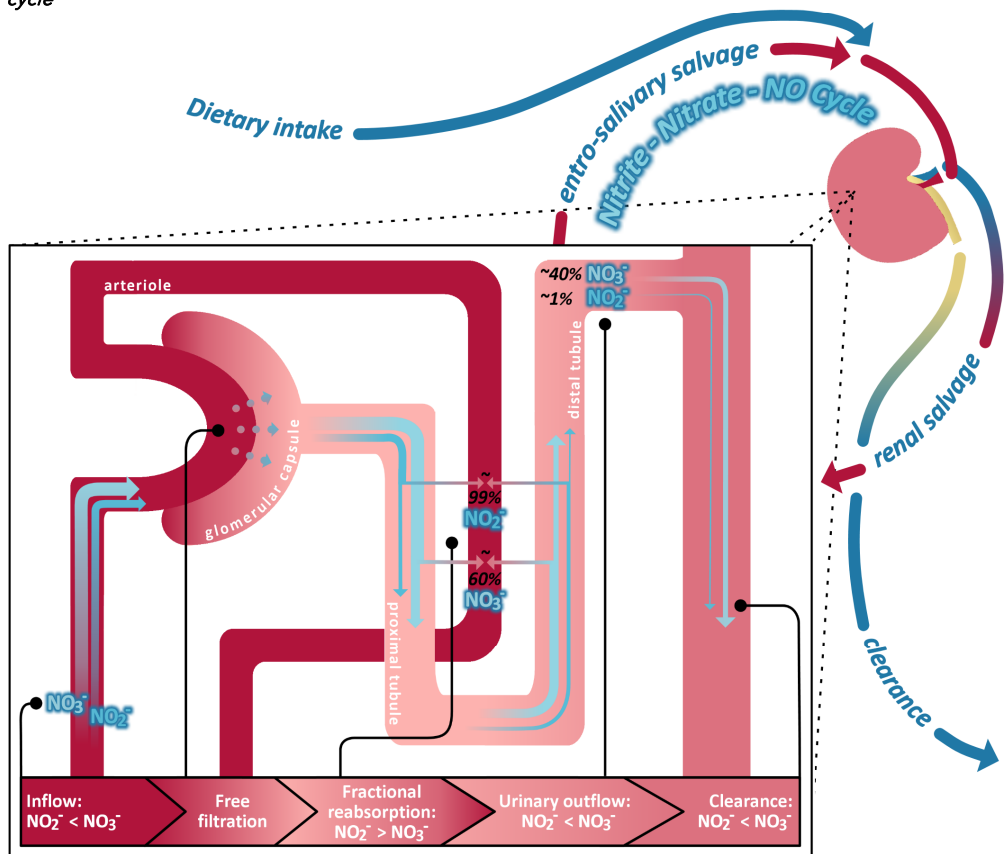 cycle
Dietary intake
entro-salivary salvage
Nitrite - Nitrate - NO Cycle
arteriole
~40% NO₃⁻
~1% NO₂⁻
distal tubule
glomerular capsule
~
99%
NO₂⁻
~
60%
NO₃⁻
proximal tubule
renal salvage
clearance
NO₃⁻
NO₂⁻
Inflow:
NO₂⁻ < NO₃⁻
Free
filtration
Fractional
reabsorption:
NO₂⁻ > NO₃⁻
Urinary outflow:
NO₂⁻ < NO₃⁻
Clearance:
NO₂⁻ < NO₃⁻